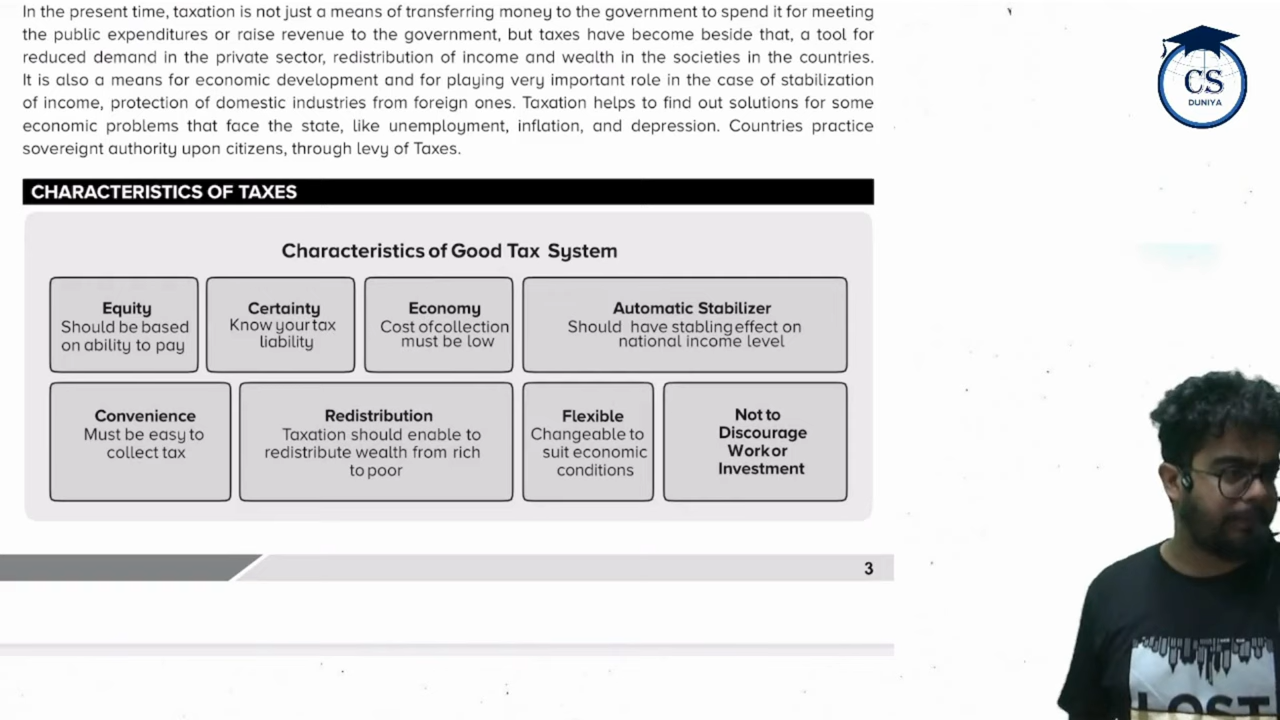 In the present time, taxation is not just a means of transferring money to the government to spend it for meeting
the public expenditures or raise revenue to the government, but taxes have become beside that, a tool for
reduced demand in the private sector, redistribution of income and wealth in the societies in the countries.
It is also a means for economic development and for playing very important role in the case of stabilization
of income, protection of domestic industries from foreign ones. Taxation helps to find out solutions for some
economic problems that face the state, like unemployment, inflation, and depression. Countries practice
sovereignt authority upon citizens, through levy of Taxes.
CHARACTERISTICS OF TAXES
Characteristics of Good Tax System
Equity
Should be based
on ability to pay
Certainty
Know your tax
liability
Economy
Cost of collection
must be low
Automatic Stabilizer
Should have stabling effect on
national income level
Convenience
Must be easy to
collect tax
Redistribution
Taxation should enable to
redistribute wealth from rich
to poor
Flexible
Changeable to
suit economic
conditions
Not to
Discourage
Work or
Investment
3
CS
DUNIYA
LOST